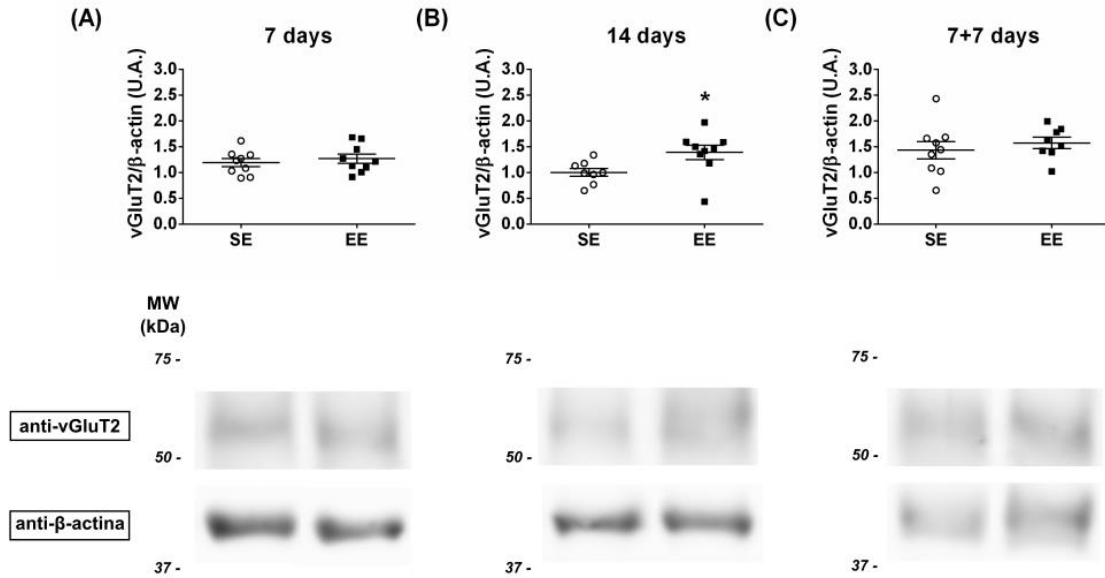 (A)
7 days
vGluT2/β-actin (U.A.)
3.0
2.5
2.0
1.5
1.0
0.5
0.0
SE
EE
(B)
14 days
vGluT2/β-actin (U.A.)
3.0
2.5
2.0
1.5
1.0
0.5
0.0
*
SE
EE
(C)
7+7 days
vGluT2/β-actin (U.A.)
3.0
2.5
2.0
1.5
1.0
0.5
0.0
SE
EE
MW
(kDa)
75 -
75 -
75 -
anti-vGluT2
50 -
50 -
50 -
anti-β-actina
37 -
37 -
37 -